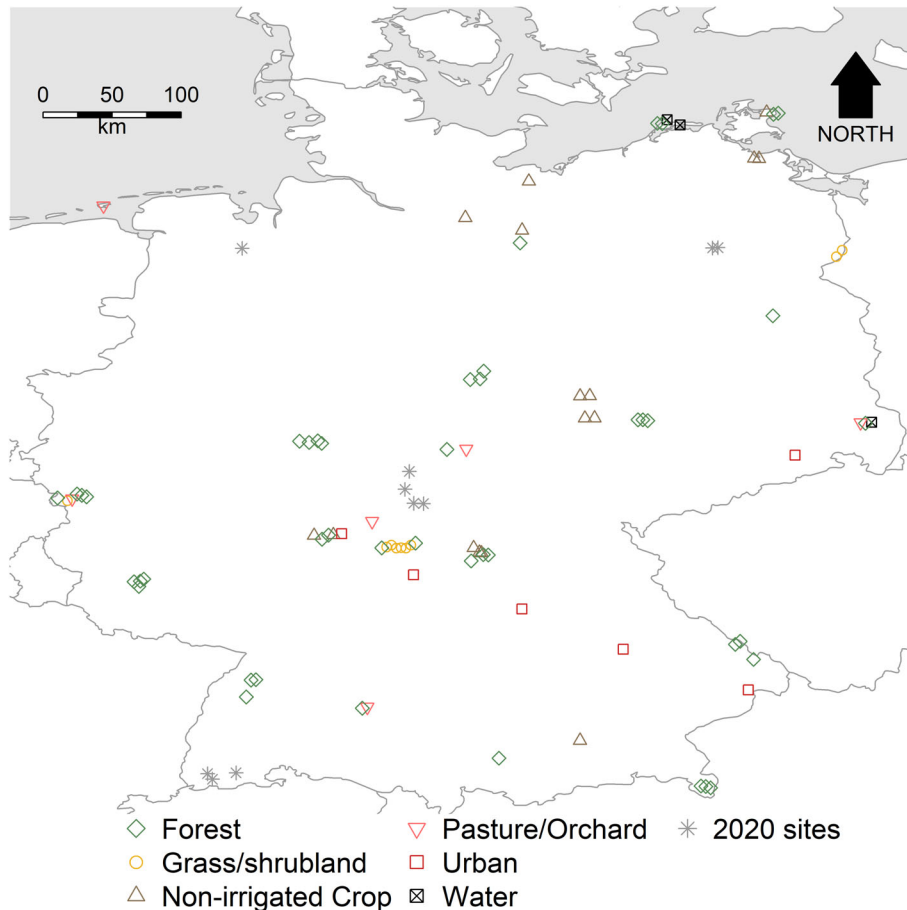 0 50 100
km
NORTH
Forest
Pasture/Orchard
2020 sites
Grass/shrubland
Urban
Non-irrigated Crop
Water